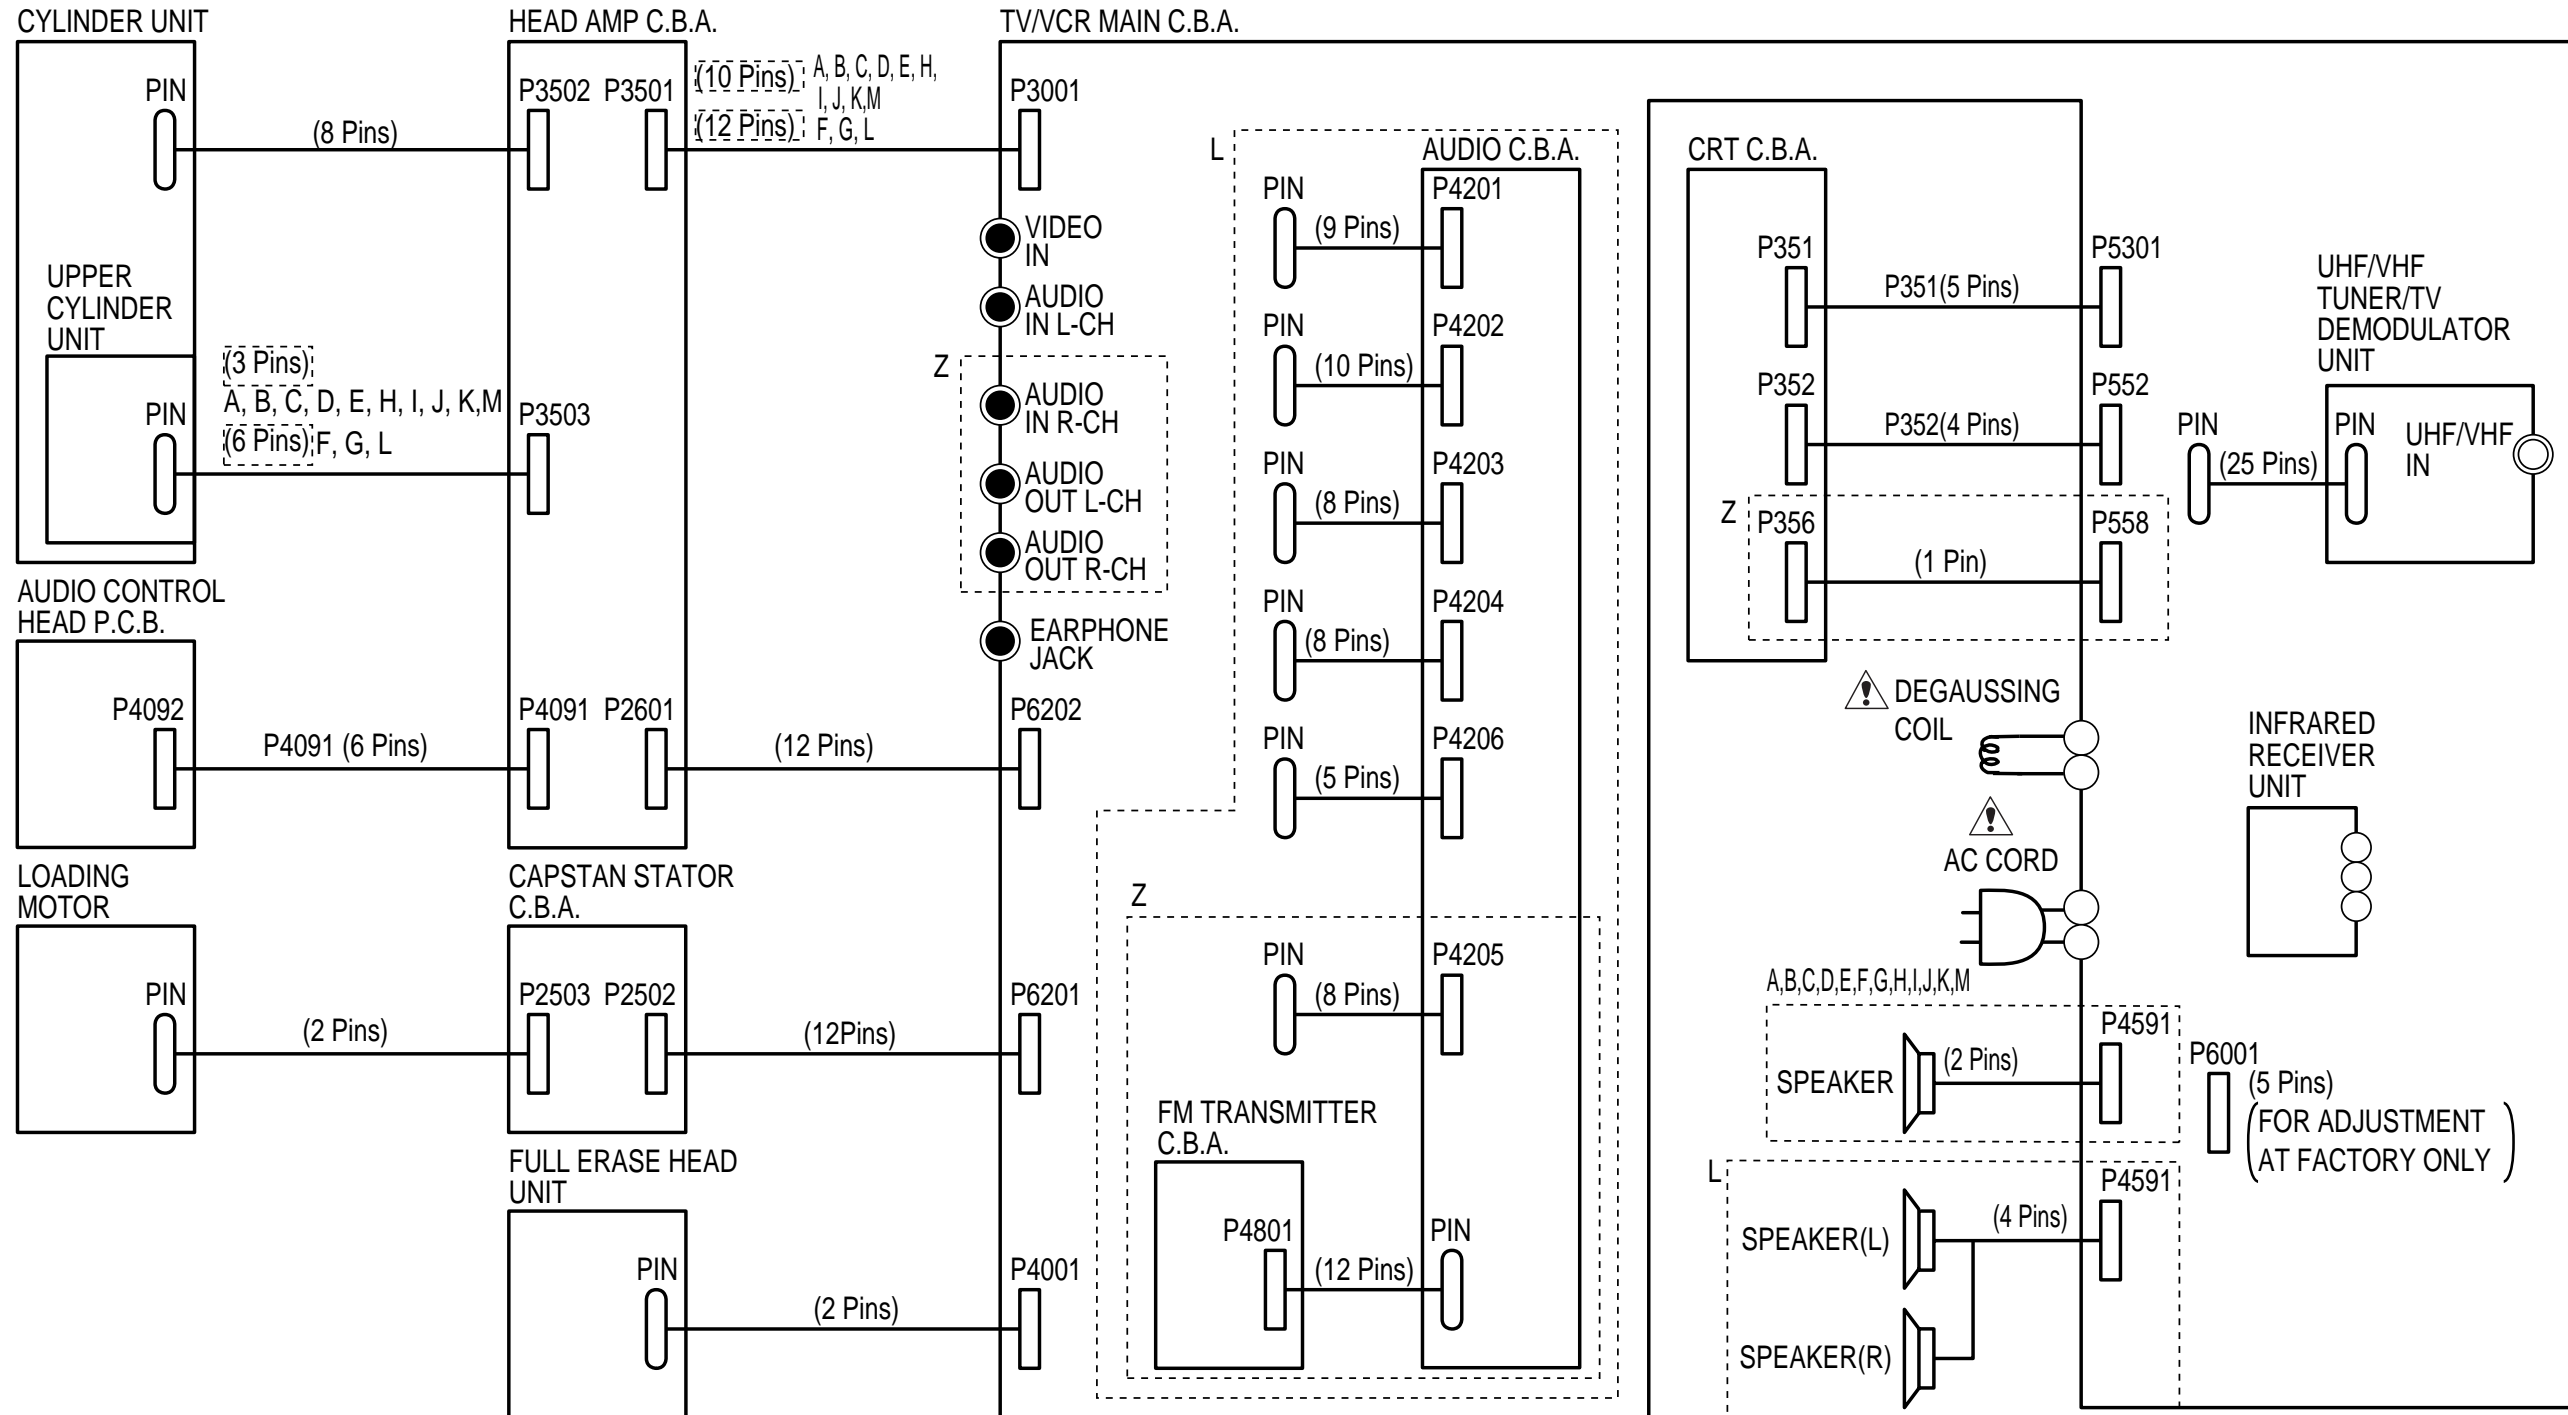 CYLINDER UNIT
PIN
(8 Pins)
UPPER
CYLINDER
UNIT
PIN
(3 Pins)
A, B, C, D, E, H, I, J, K,M
(6 Pins) F, G, L
AUDIO CONTROL
HEAD P.C.B.
P4092
P4091 (6 Pins)
LOADING
MOTOR
PIN
(2 Pins)
HEAD AMP C.B.A.
P3502 P3501
(10 Pins) A, B, C, D, E, H,
I, J, K,M
(12 Pins) F, G, L
P3503
P4091 P2601
(12 Pins)
CAPSTAN STATOR
C.B.A.
P2503 P2502
(12Pins)
FULL ERASE HEAD
UNIT
PIN
(2 Pins)
TV/VCR MAIN C.B.A.
P3001
VIDEO
IN
AUDIO
IN L-CH
Z
AUDIO
IN R-CH
AUDIO
OUT L-CH
AUDIO
OUT R-CH
EARPHONE
JACK
P6202
P6201
P4001
L
AUDIO C.B.A.
PIN
(9 Pins)
P4201
PIN
(10 Pins)
P4202
PIN
(8 Pins)
P4203
PIN
(8 Pins)
P4204
PIN
(5 Pins)
P4206
Z
PIN
(8 Pins)
P4205
FM TRANSMITTER
C.B.A.
P4801
(12 Pins)
PIN
CRT C.B.A.
P351
P351(5 Pins)
P5301
P352
P352(4 Pins)
P552
Z
P356
(1 Pin)
P558
DEGAUSSING
COIL
AC CORD
A,B,C,D,E,F,G,H,I,J,K,M
SPEAKER
(2 Pins)
P4591
L
SPEAKER(L)
(4 Pins)
P4591
SPEAKER(R)
UHF/VHF
TUNER/TV
DEMODULATOR
UNIT
PIN
(25 Pins)
PIN
UHF/VHF
IN
INFRARED
RECEIVER
UNIT
P6001
(5 Pins)
(FOR ADJUSTMENT
AT FACTORY ONLY)